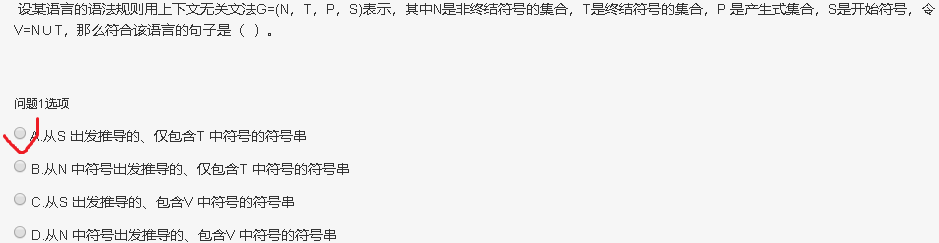 设某语言的语法规则用上下文无关文法G=(N，T，P，S)表示，其中N是非终结符号的集合，T是终结符号的集合，P 是产生式集合，S是开始符号，令
V=N∪T，那么符合该语言的句子是（ ）。
问题1选项
A.从S 出发推导的、仅包含T 中符号的符号串
B.从N 中符号出发推导的、仅包含T 中符号的符号串
C.从S 出发推导的、包含V 中符号的符号串
D.从N 中符号出发推导的、包含V 中符号的符号串